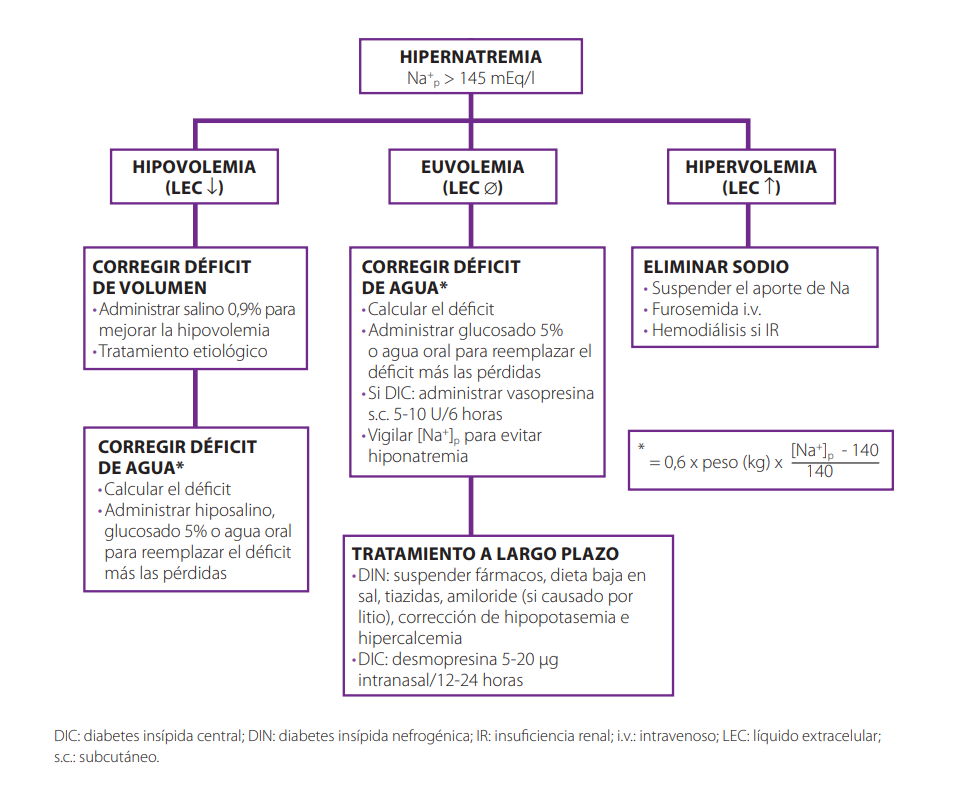 HIPERNATREMIA
Na⁺ₚ > 145 mEq/l
HIPOVOLEMIA
(LEC ↓)
EUVOLEMIA
(LEC ∅)
HIPERVOLEMIA
(LEC ↑)
CORREGIR DÉFICIT
DE VOLUMEN
• Administrar salino 0,9% para
mejorar la hipovolemia
• Tratamiento etiológico
CORREGIR DÉFICIT
DE AGUA*
• Calcular el déficit
• Administrar hiposalino,
glucosado 5% o agua oral
para reemplazar el déficit
más las pérdidas
CORREGIR DÉFICIT
DE AGUA*
• Calcular el déficit
• Administrar glucosado 5%
o agua oral para reemplazar el
déficit más las pérdidas
• Si DIC: administrar vasopresina
s.c. 5-10 U/6 horas
• Vigilar [Na⁺]ₚ para evitar
hiponatremia
TRATAMIENTO A LARGO PLAZO
• DIN: suspender fármacos, dieta baja en
sal, tiazidas, amiloride (si causado por
litio), corrección de hipopotasemia e
hipercalcemia
• DIC: desmopresina 5-20 μg
intranasal/12-24 horas
ELIMINAR SODIO
• Suspender el aporte de Na
• Furosemida i.v.
• Hemodiálisis si IR
* = 0,6 x peso (kg) x [Na⁺]ₚ - 140
140
DIC: diabetes insípida central; DIN: diabetes insípida nefrogénica; IR: insuficiencia renal; i.v.: intravenoso; LEC: líquido extracelular;
s.c.: subcutáneo.